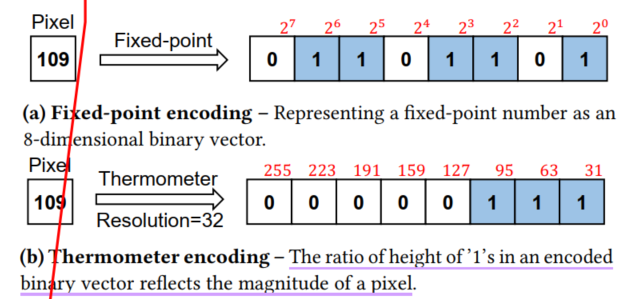 Pixel
2⁷ 2⁶ 2⁵ 2⁴ 2³ 2² 2¹ 2⁰
109 Fixed-point 0 1 1 0 1 1 0 1
(a) Fixed-point encoding – Representing a fixed-point number as an
8-dimensional binary vector.
Pixel
255 223 191 159 127 95 63 31
109 Thermometer 0 0 0 0 0 1 1 1
Resolution=32
(b) Thermometer encoding – The ratio of height of '1's in an encoded
binary vector reflects the magnitude of a pixel.